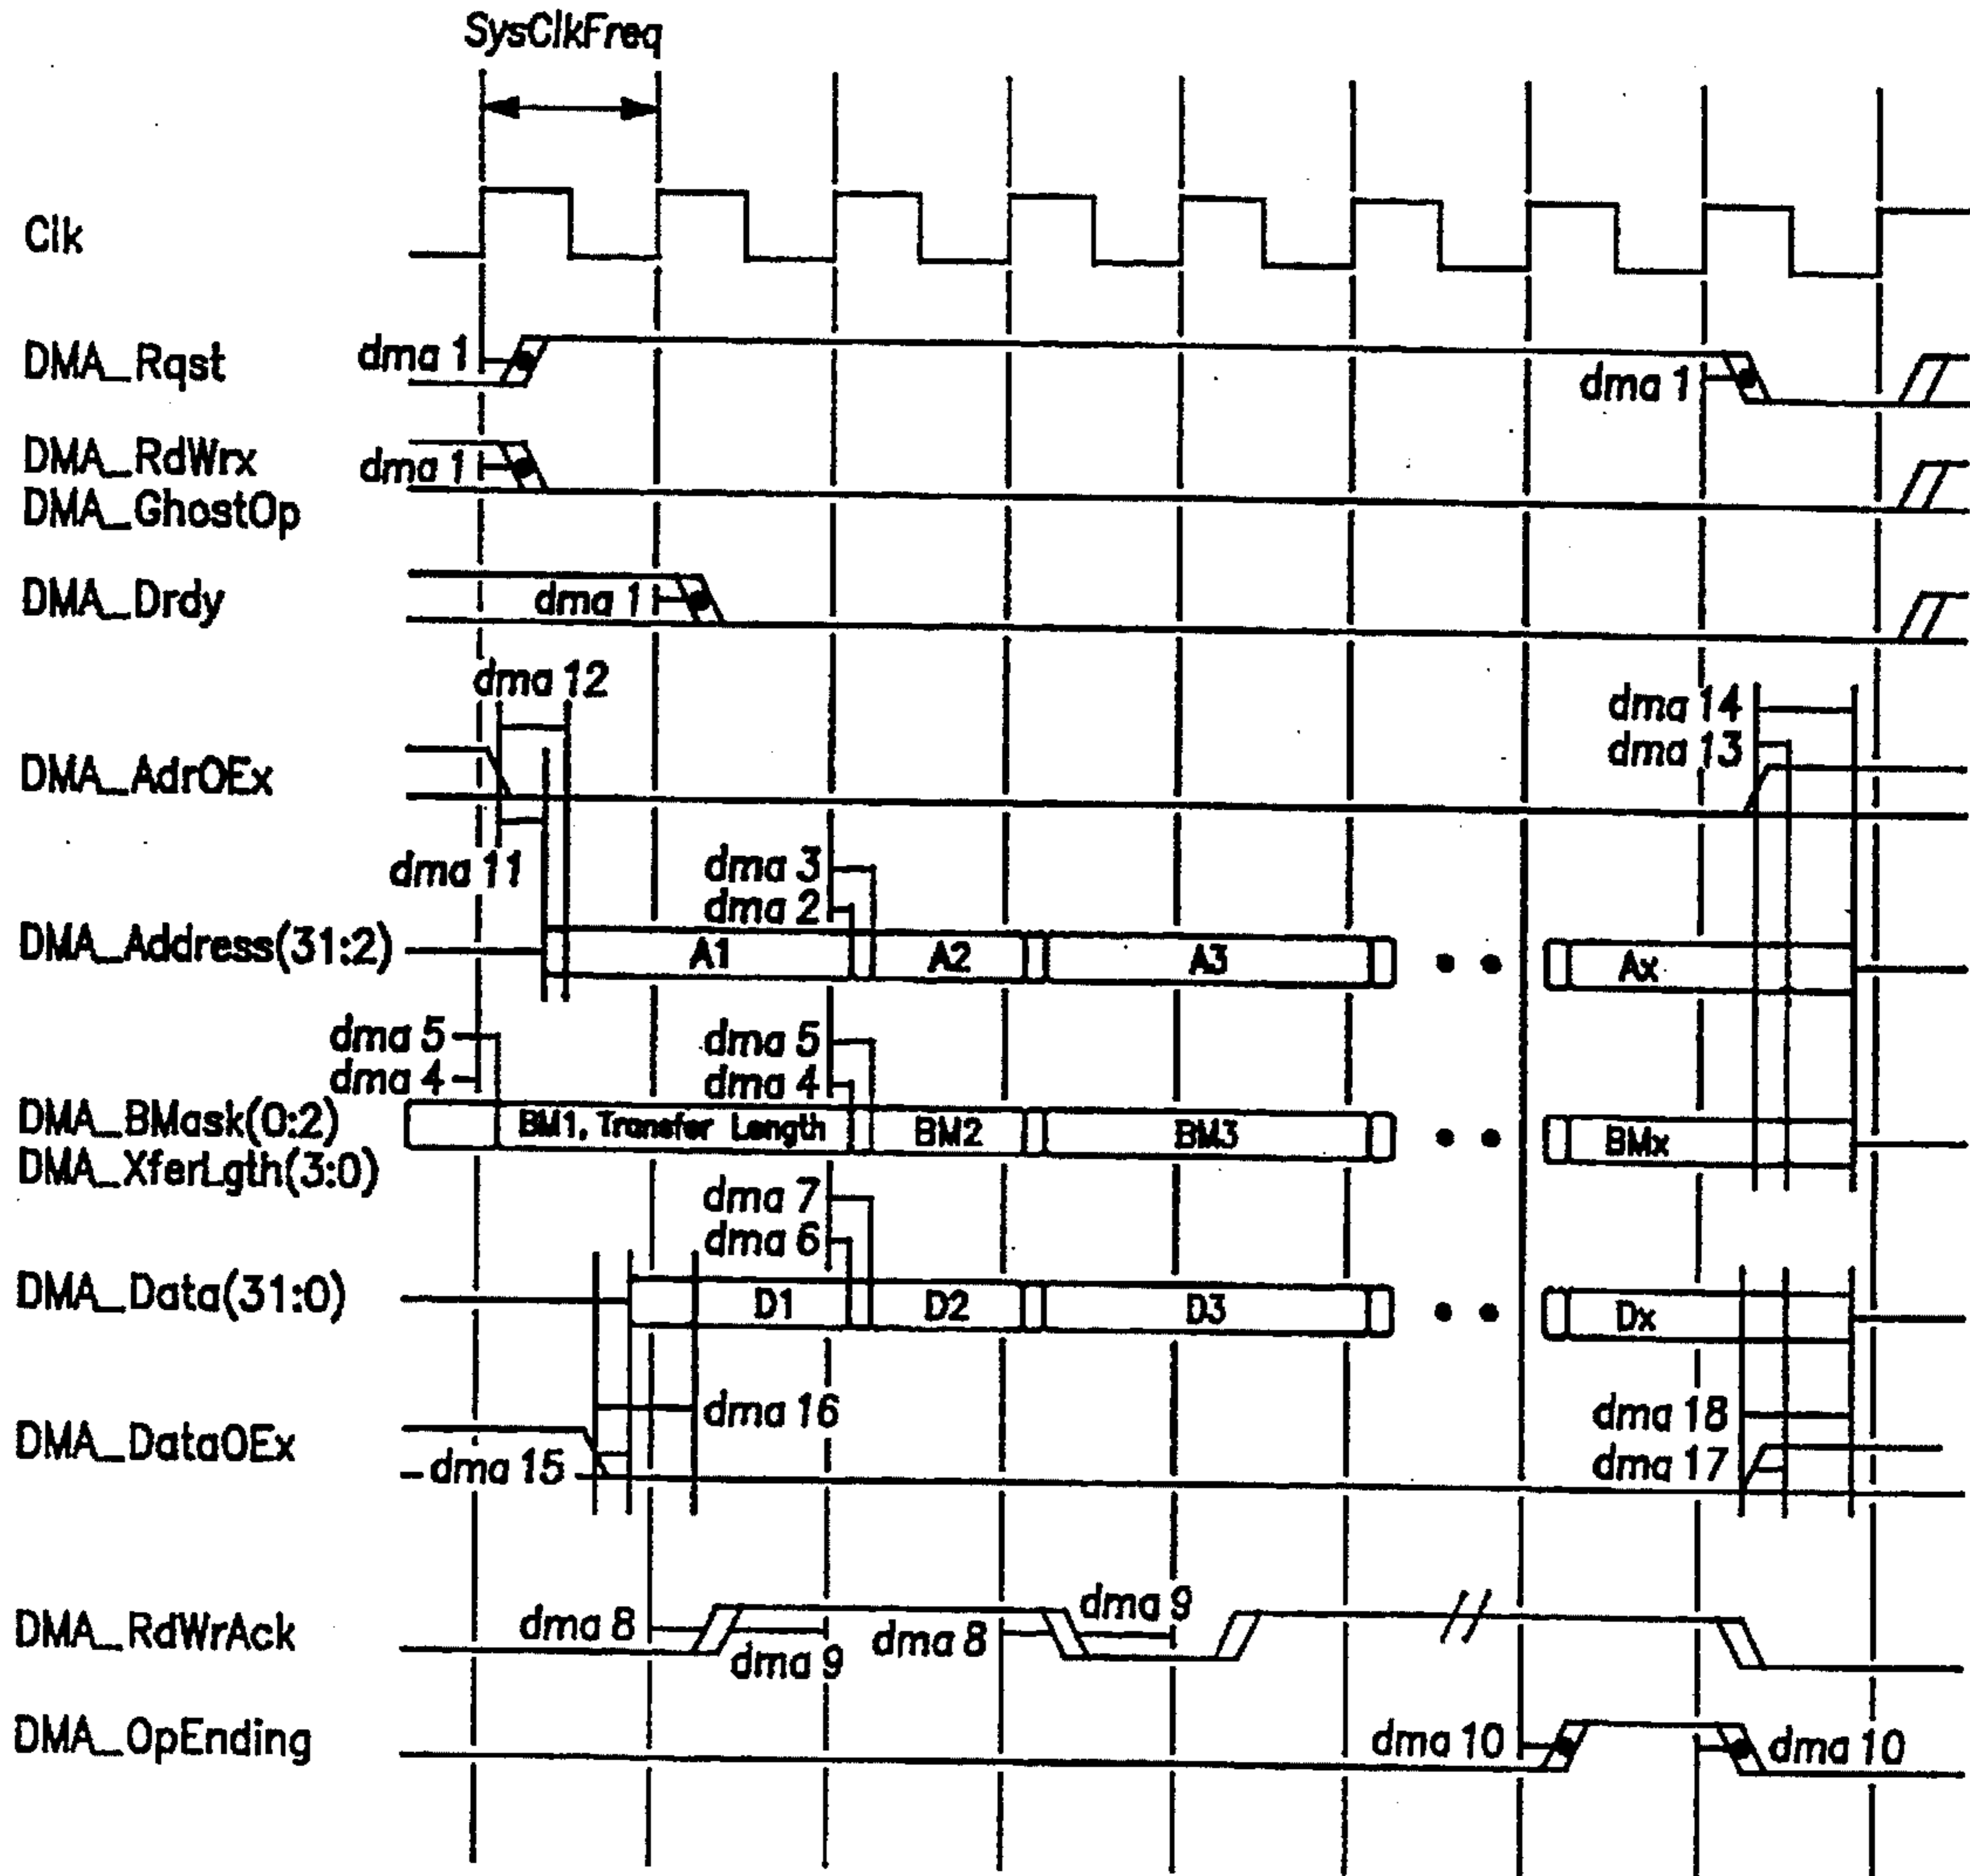 SysClkFreq
Clk
DMA_Rqst
dma 1
dma 1
DMA_RdWrx
dma 1
DMA_GhostOp
DMA_Drdy
dma 1
dma 12
dma 14
dma 13
DMA_AdrOEx
dma 11
dma 3
dma 2
DMA_Address(31:2)
A1
A2
A3
Ax
dma 5
dma 5
dma 4
dma 4
DMA_BMask(0:2)
BM1, Transfer Length
BM2
BM3
BMx
DMA_XferLgth(3:0)
dma 7
dma 6
DMA_Data(31:0)
D1
D2
D3
Dx
dma 16
dma 18
DMA_DataOEx
dma 15
dma 17
dma 9
DMA_RdWrAck
dma 8
dma 8
dma 9
DMA_OpEnding
dma 10
dma 10